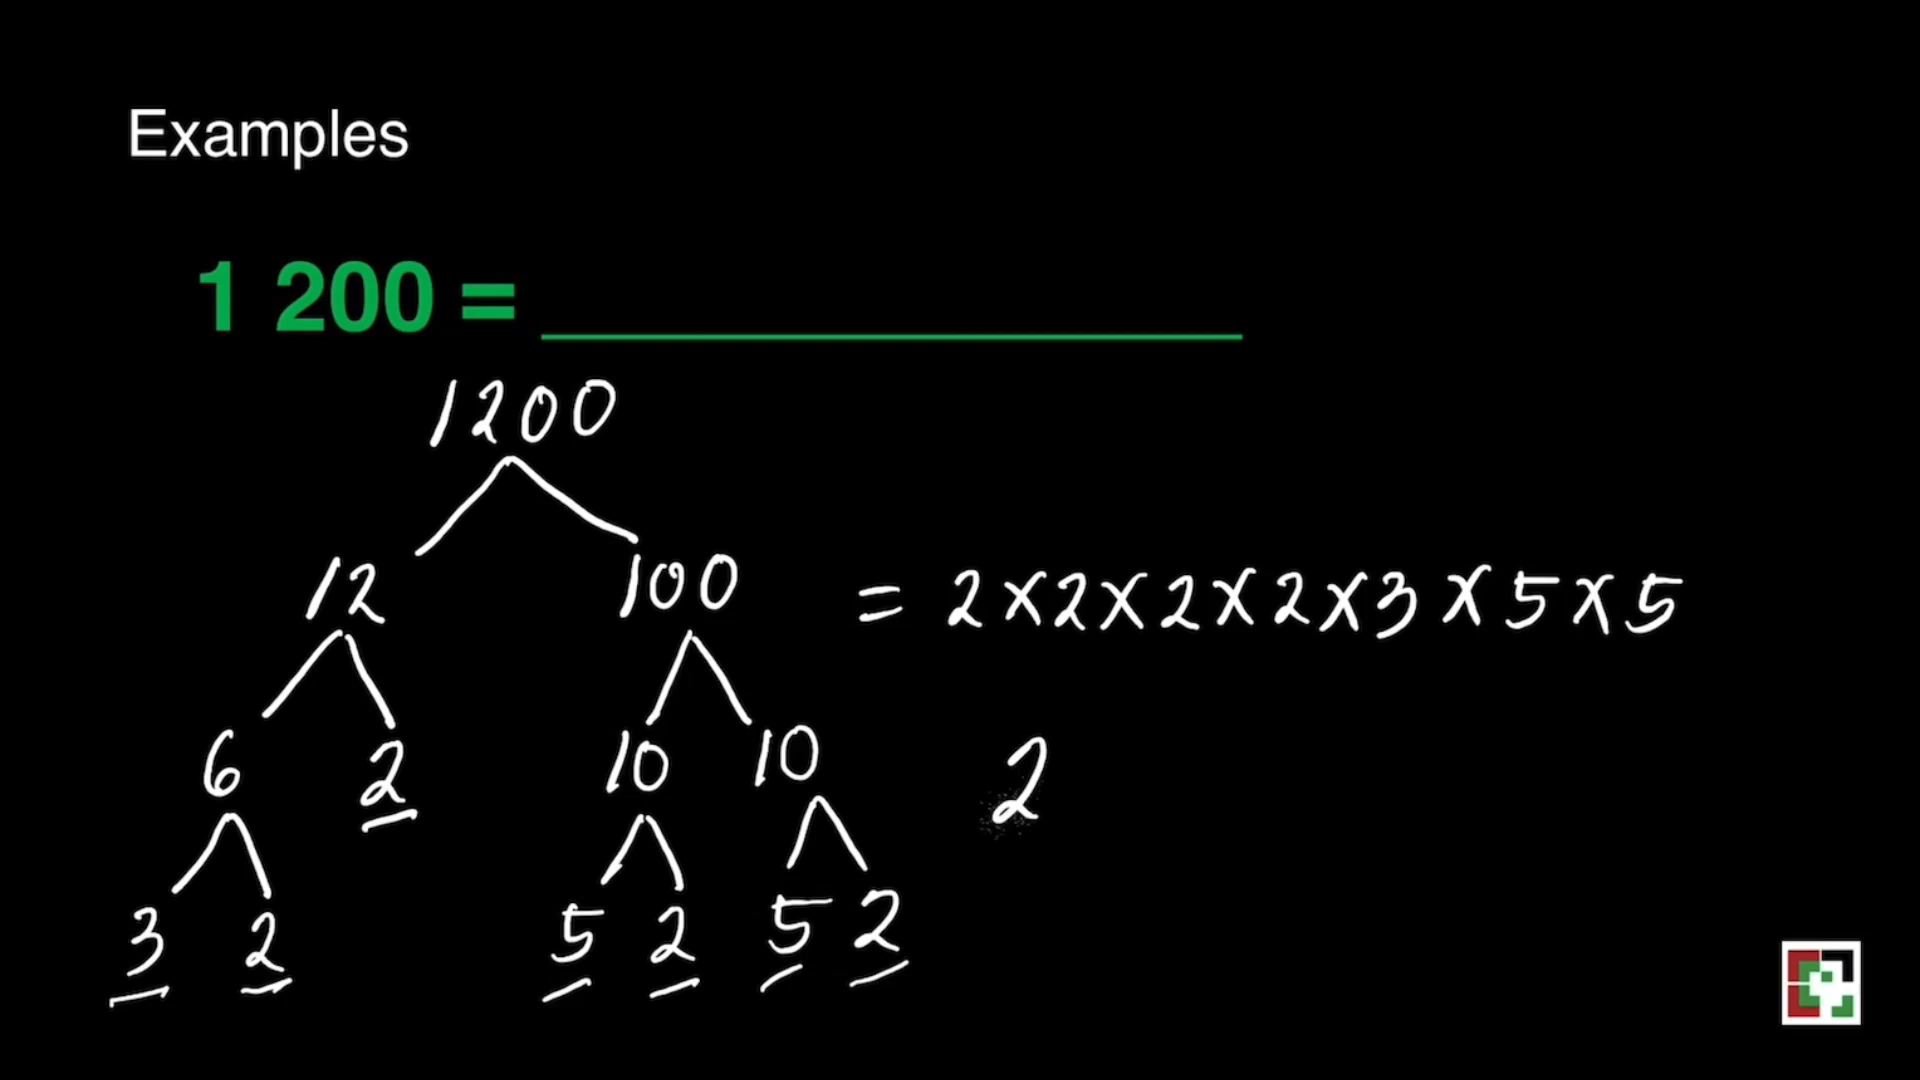 Examples
1 200 = ____________________
1200
12 100 = 2 x 2 x 2 x 2 x 3 x 5 x 5
6 2 10 10 2
3 2 5 2 5 2